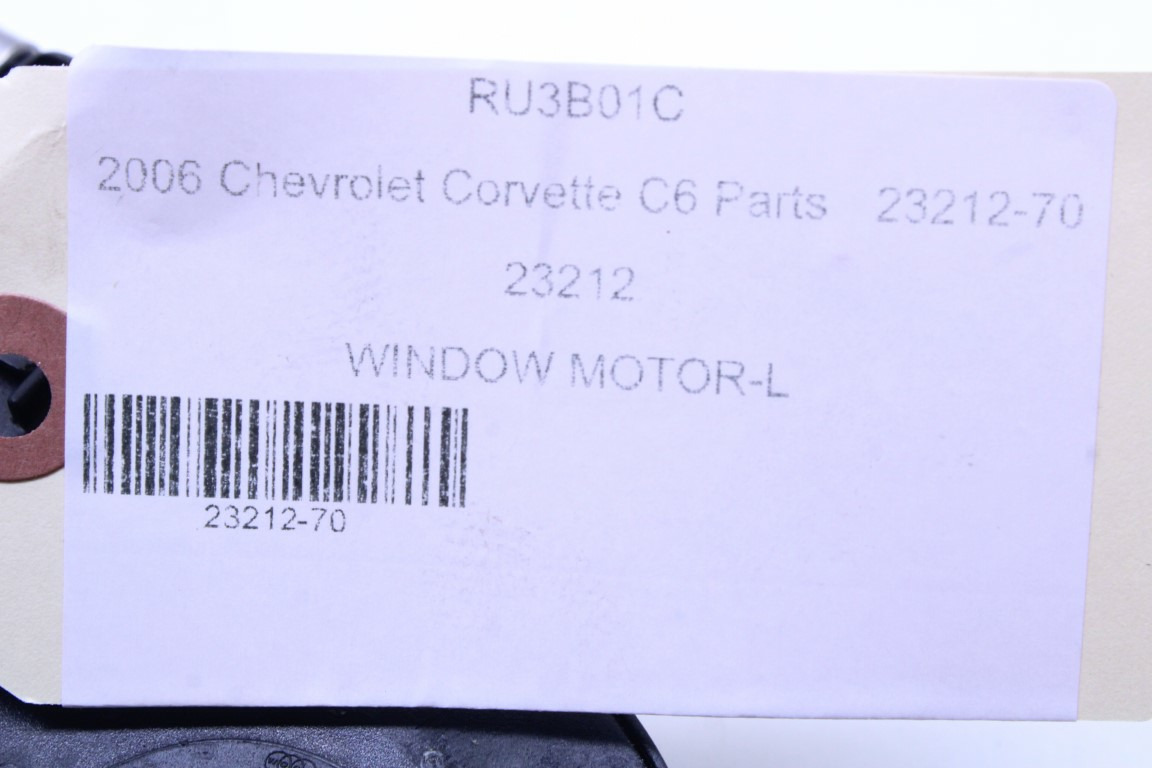 RU3B01C
2006 Chevrolet Corvette C6 Parts 23212-70
23212
WINDOW MOTOR-L
23212-70